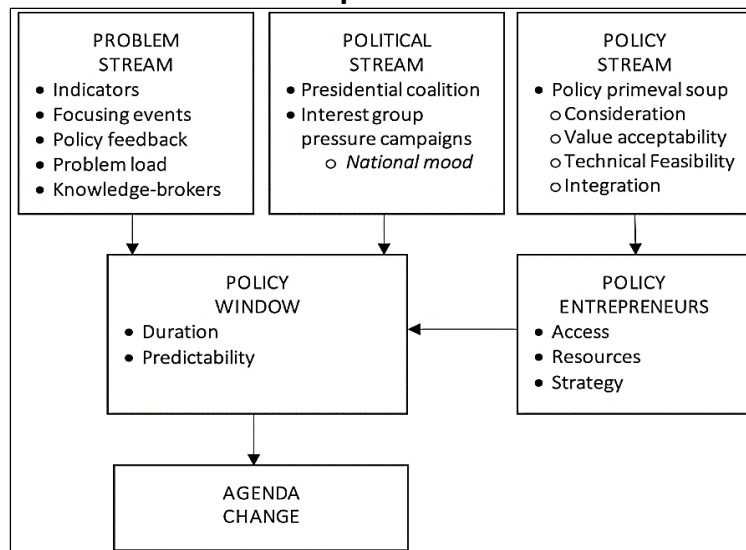 PROBLEM
STREAM
• Indicators
• Focusing events
• Policy feedback
• Problem load
• Knowledge-brokers
POLITICAL
STREAM
• Presidential coalition
• Interest group
pressure campaigns
o National mood
POLICY
STREAM
• Policy primeval soup
o Consideration
o Value acceptability
o Technical Feasibility
o Integration
POLICY
WINDOW
• Duration
• Predictability
POLICY
ENTREPRENEURS
• Access
• Resources
• Strategy
AGENDA
CHANGE